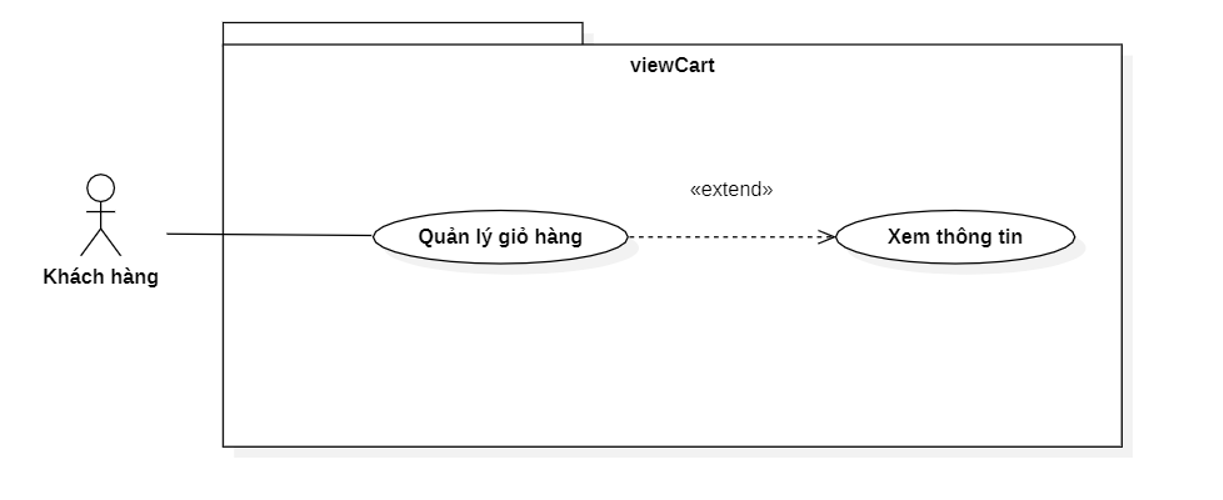 viewCart
«extend»
Quản lý giỏ hàng
Xem thông tin
Khách hàng